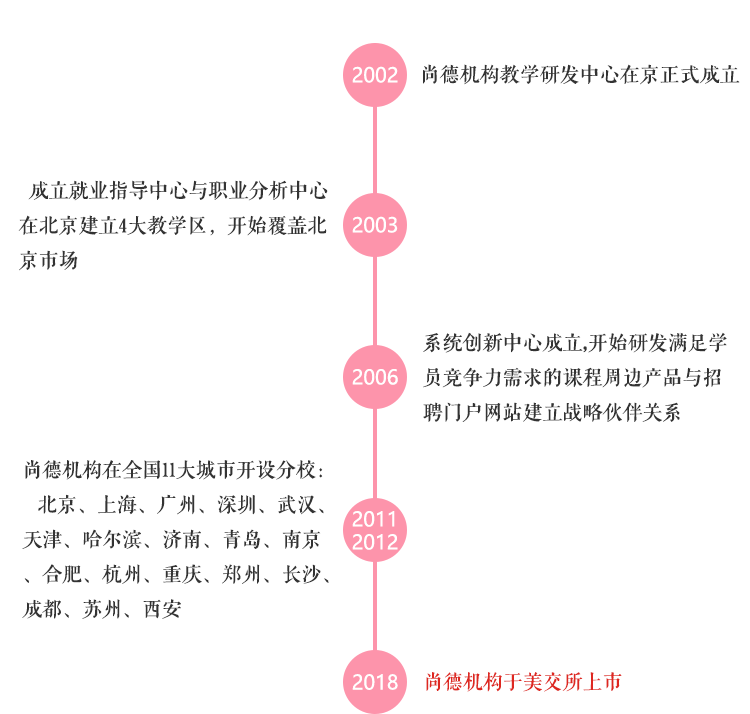 2002
尚德机构教学研发中心在京正式成立
2003
成立就业指导中心与职业分析中心
在北京建立4大教学区，开始覆盖北
京市场
2006
系统创新中心成立,开始研发满足学
员竞争力需求的课程周边产品与招
聘门户网站建立战略伙伴关系
2011
2012
尚德机构在全国11大城市开设分校：
北京、上海、广州、深圳、武汉、
天津、哈尔滨、济南、青岛、南京
、合肥、杭州、重庆、郑州、长沙、
成都、苏州、西安
2018
尚德机构于美交所上市